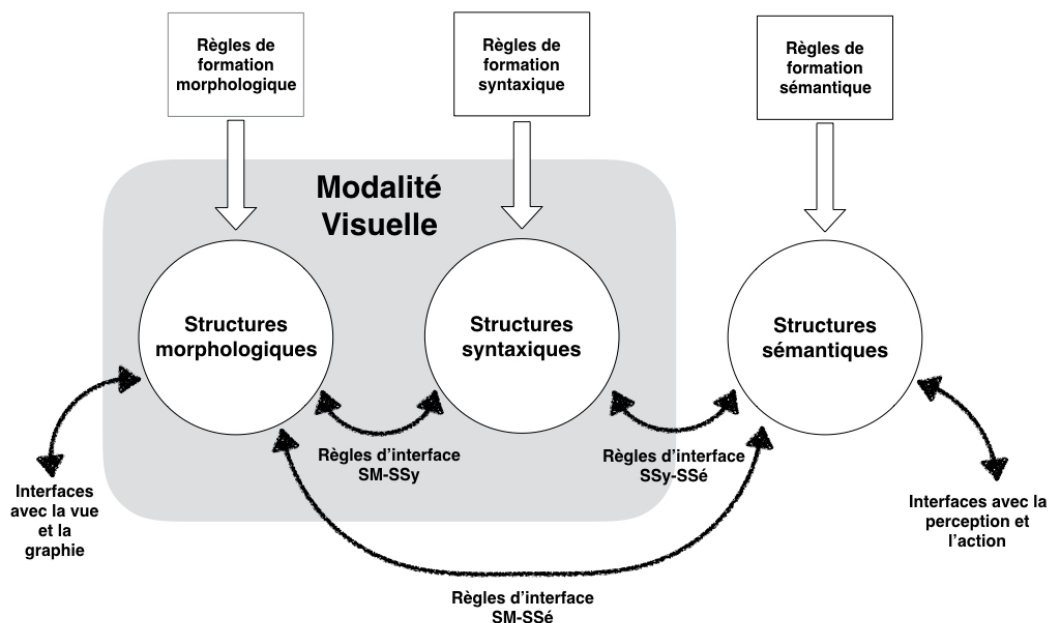 Règles de
formation
morphologique
Règles de
formation
syntaxique
Règles de
formation
sémantique
Modalité
Visuelle
Structures
morphologiques
Structures
syntaxiques
Structures
sémantiques
Règles d'interface
SM-SSy
Règles d'interface
SSy-SSé
Interfaces
avec la vue
et la
graphie
Interfaces avec la
perception et
l'action
Règles d'interface
SM-SSé